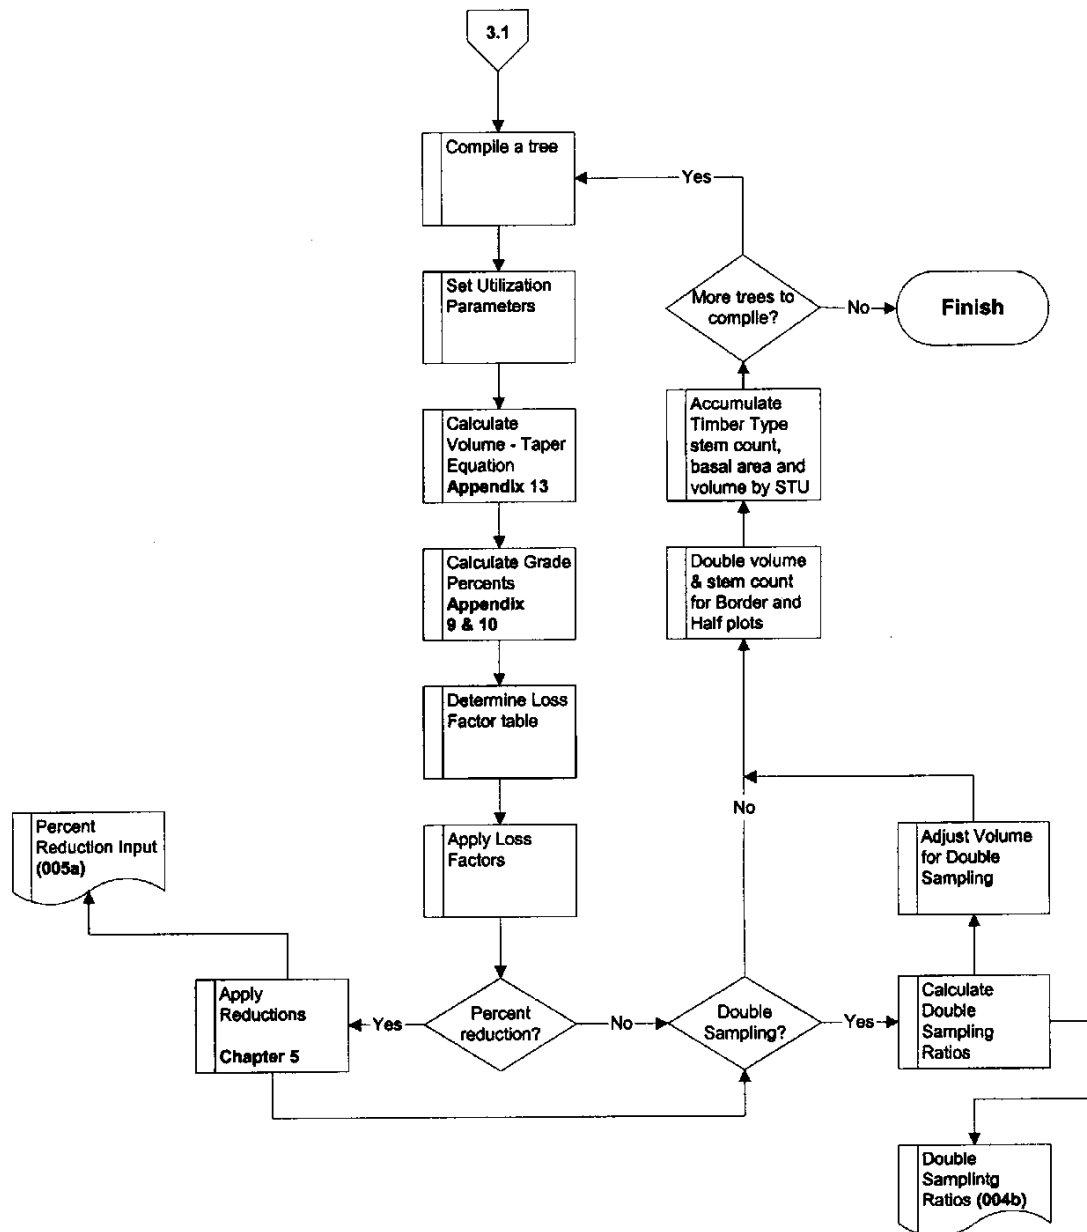 3.1
Compile a tree
Yes
Set Utilization
Parameters
More trees to
compile?
No
Finish
Calculate
Volume - Taper
Equation
Appendix 13
Accumulate
Timber Type
stem count,
basal area and
volume by STU
Calculate Grade
Percents
Appendix
9 & 10
Double volume
& stem count
for Border and
Half plots
Determine Loss
Factor table
No
Percent
Reduction Input
(005a)
Apply Loss
Factors
Adjust Volume
for Double
Sampling
Apply
Reductions
Chapter 5
Yes
Percent
reduction?
No
Double
Sampling?
Yes
Calculate
Double
Sampling
Ratios
Double
Samplintg
Ratios (004b)